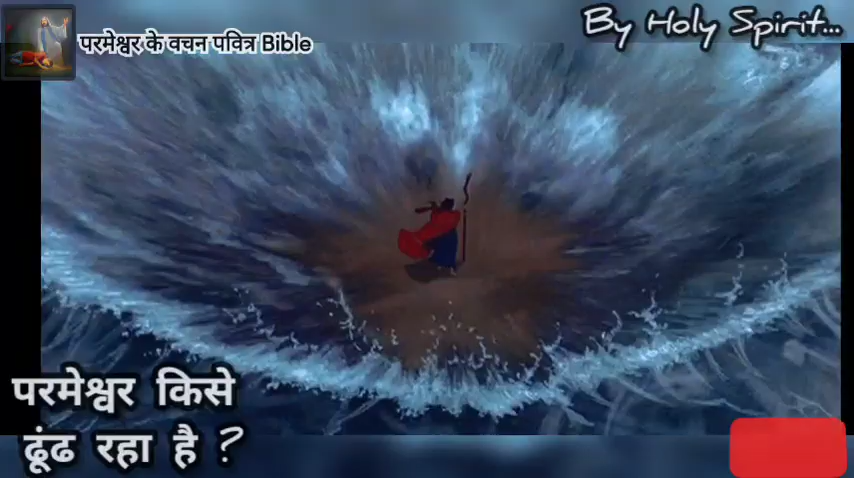 परमेश्वर के वचन पवित्र Bible
By Holy Spirit...
परमेश्वर किसे
ढूंढ रहा है ?